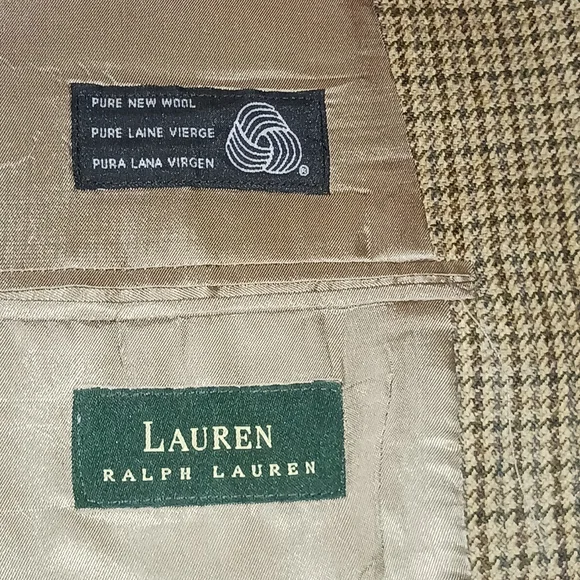 PURE NEW WOOL
PURE LAINE VIERGE
PURA LANA VIRGEN
®
LAUREN
RALPH LAUREN